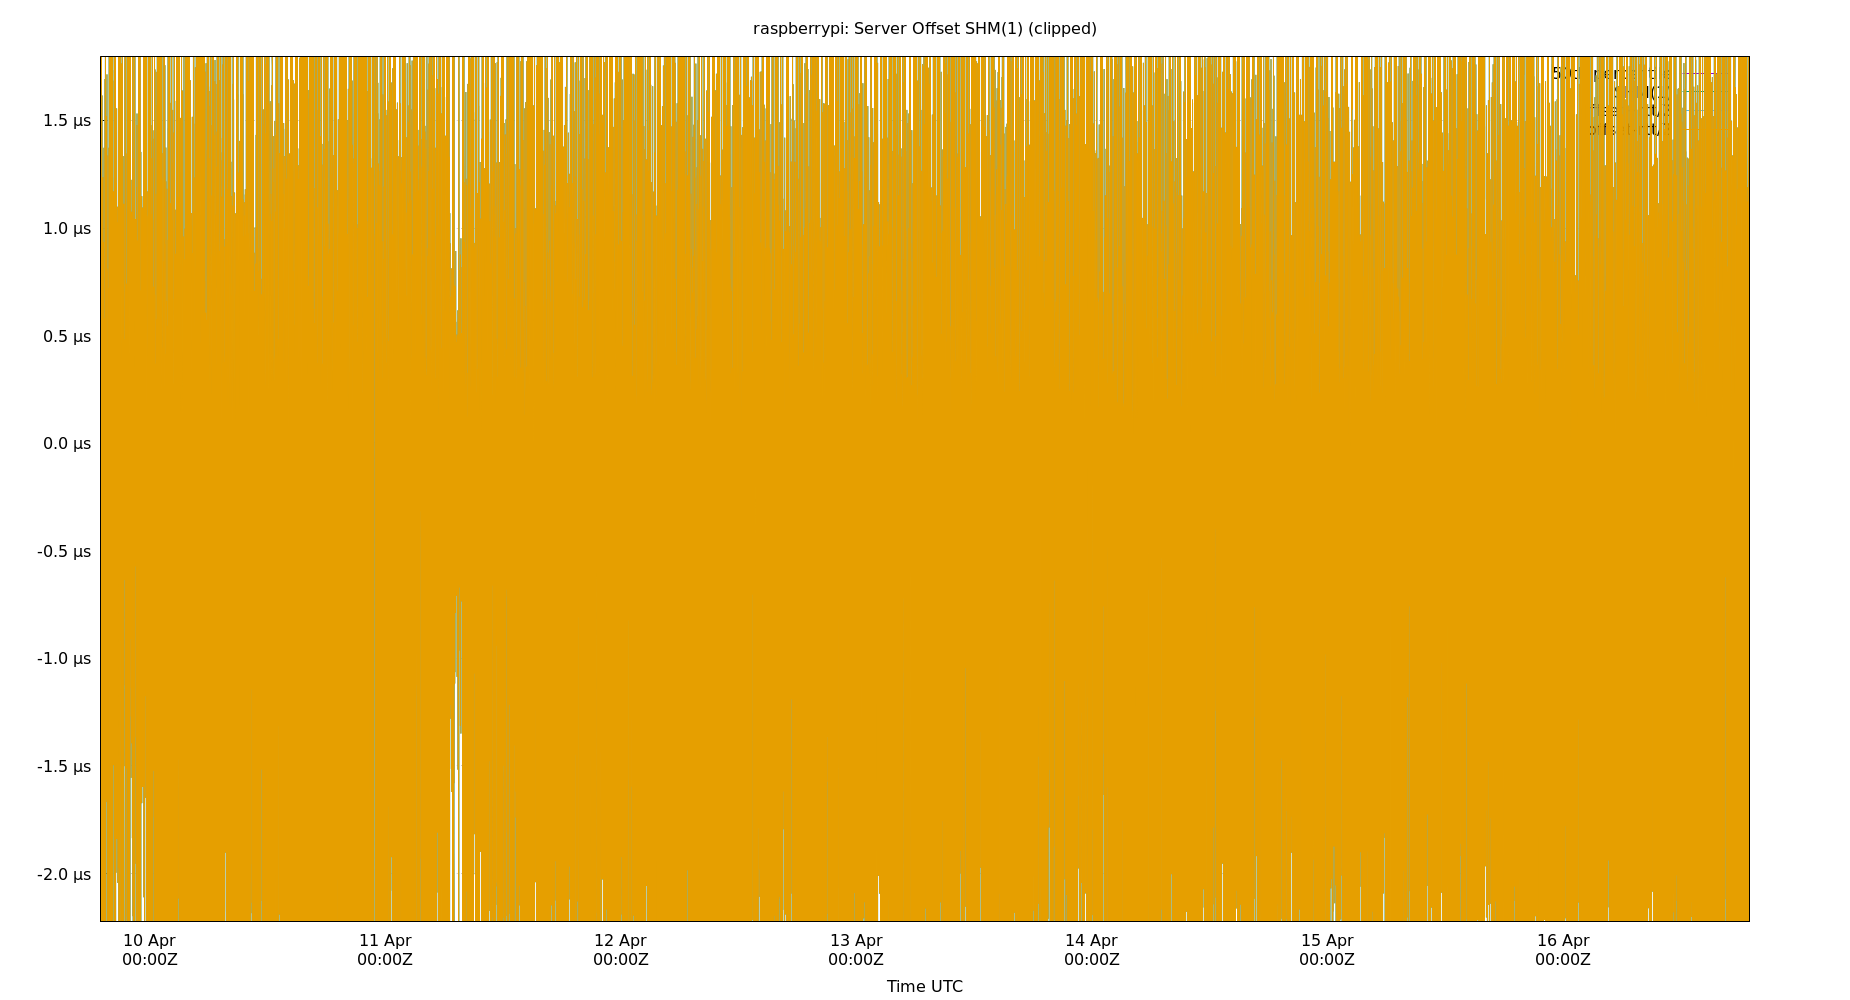 raspberrypi: Server Offset SHM(1) (clipped)
1.5 µs
1.0 µs
0.5 µs
0.0 µs
-0.5 µs
-1.0 µs
-1.5 µs
-2.0 µs
10 Apr 11 Apr 12 Apr 13 Apr 14 Apr 15 Apr 16 Apr
00:00Z 00:00Z 00:00Z 00:00Z 00:00Z 00:00Z 00:00Z
Time UTC